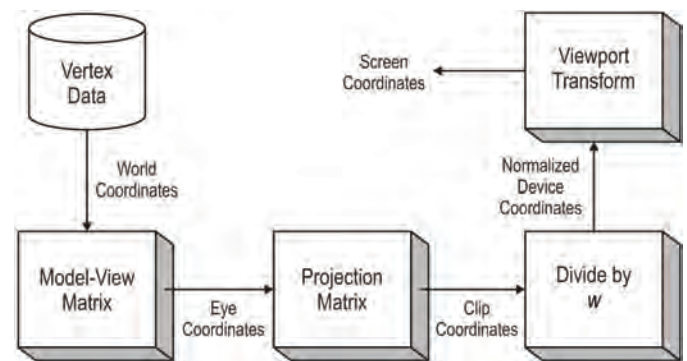 Vertex
Data
World
Coordinates
Model-View
Matrix
Eye
Coordinates
Projection
Matrix
Clip
Coordinates
Divide by
w
Normalized
Device
Coordinates
Viewport
Transform
Screen
Coordinates